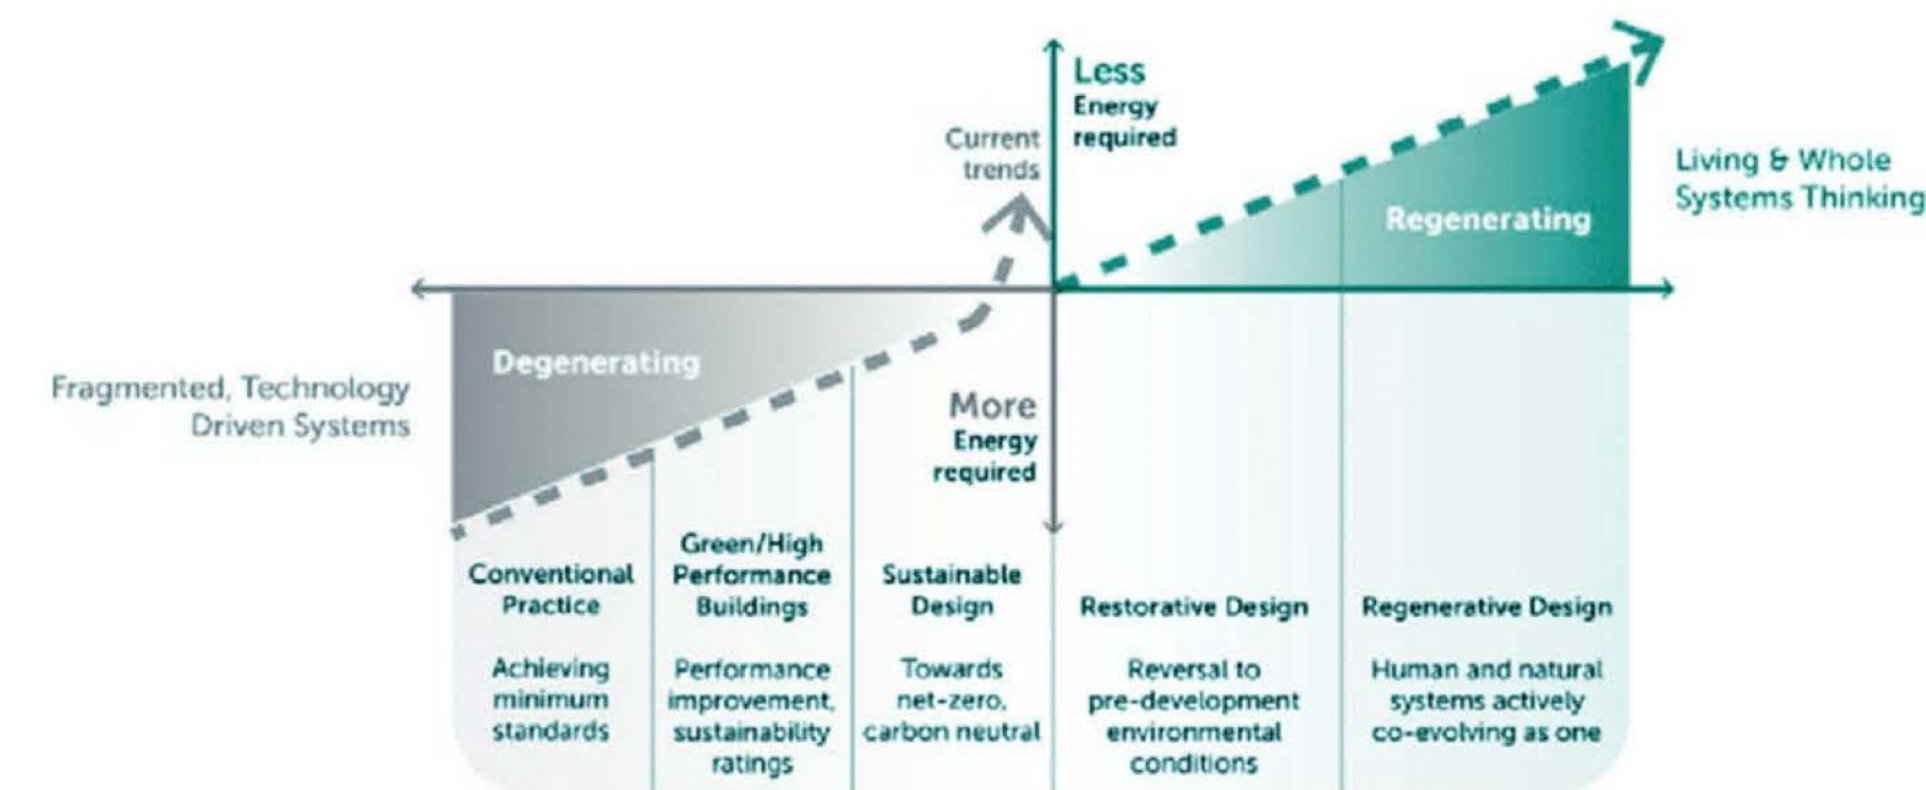 Less
Energy
required
Current
trends
Living & Whole
Systems Thinking
Regenerating
Degenerating
Fragmented, Technology
Driven Systems
More
Energy
required
Conventional
Practice
Achieving
minimum
standards
Green/High
Performance
Buildings
Performance
improvement,
sustainability
ratings
Sustainable
Design
Towards
net-zero,
carbon neutral
Restorative Design
Reversal to
pre-development
environmental
conditions
Regenerative Design
Human and natural
systems actively
co-evolving as one